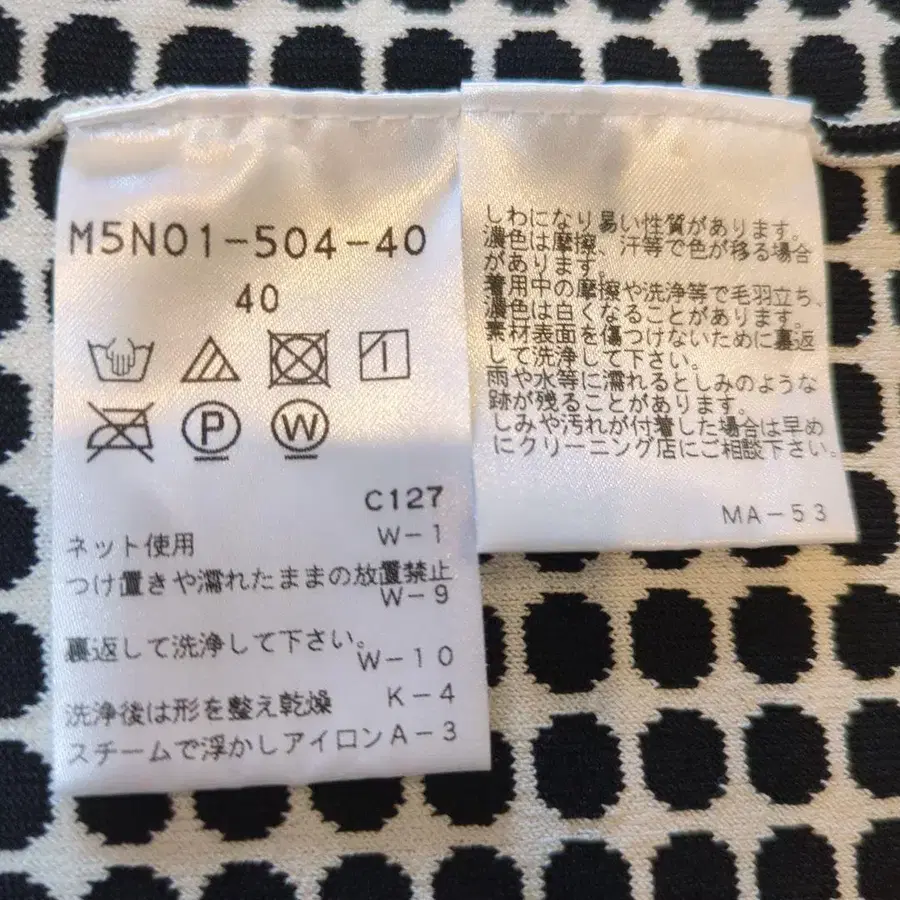 M5N01-504-40
40
P
W
C127
ネット使用
W-1
つけ置きや濡れたままの放置禁止
W-9
裏返して洗浄して下さい。
W-10
洗浄後は形を整え乾燥 K-4
スチームで浮かしアイロンA-3
しわになり易い性質があります。
濃色は摩擦、汗等で色が移る場合
があります。
着用中の摩擦や洗浄等で毛羽立ち、
濃色は白くなることがあります。
素材表面を傷つけないために裏返
して洗浄して下さい。
雨や水等に濡れるとしみのような
跡が残ることがあります。
しみや汚れが付着した場合は早め
にクリーニング店にご相談下さい。
MA-53